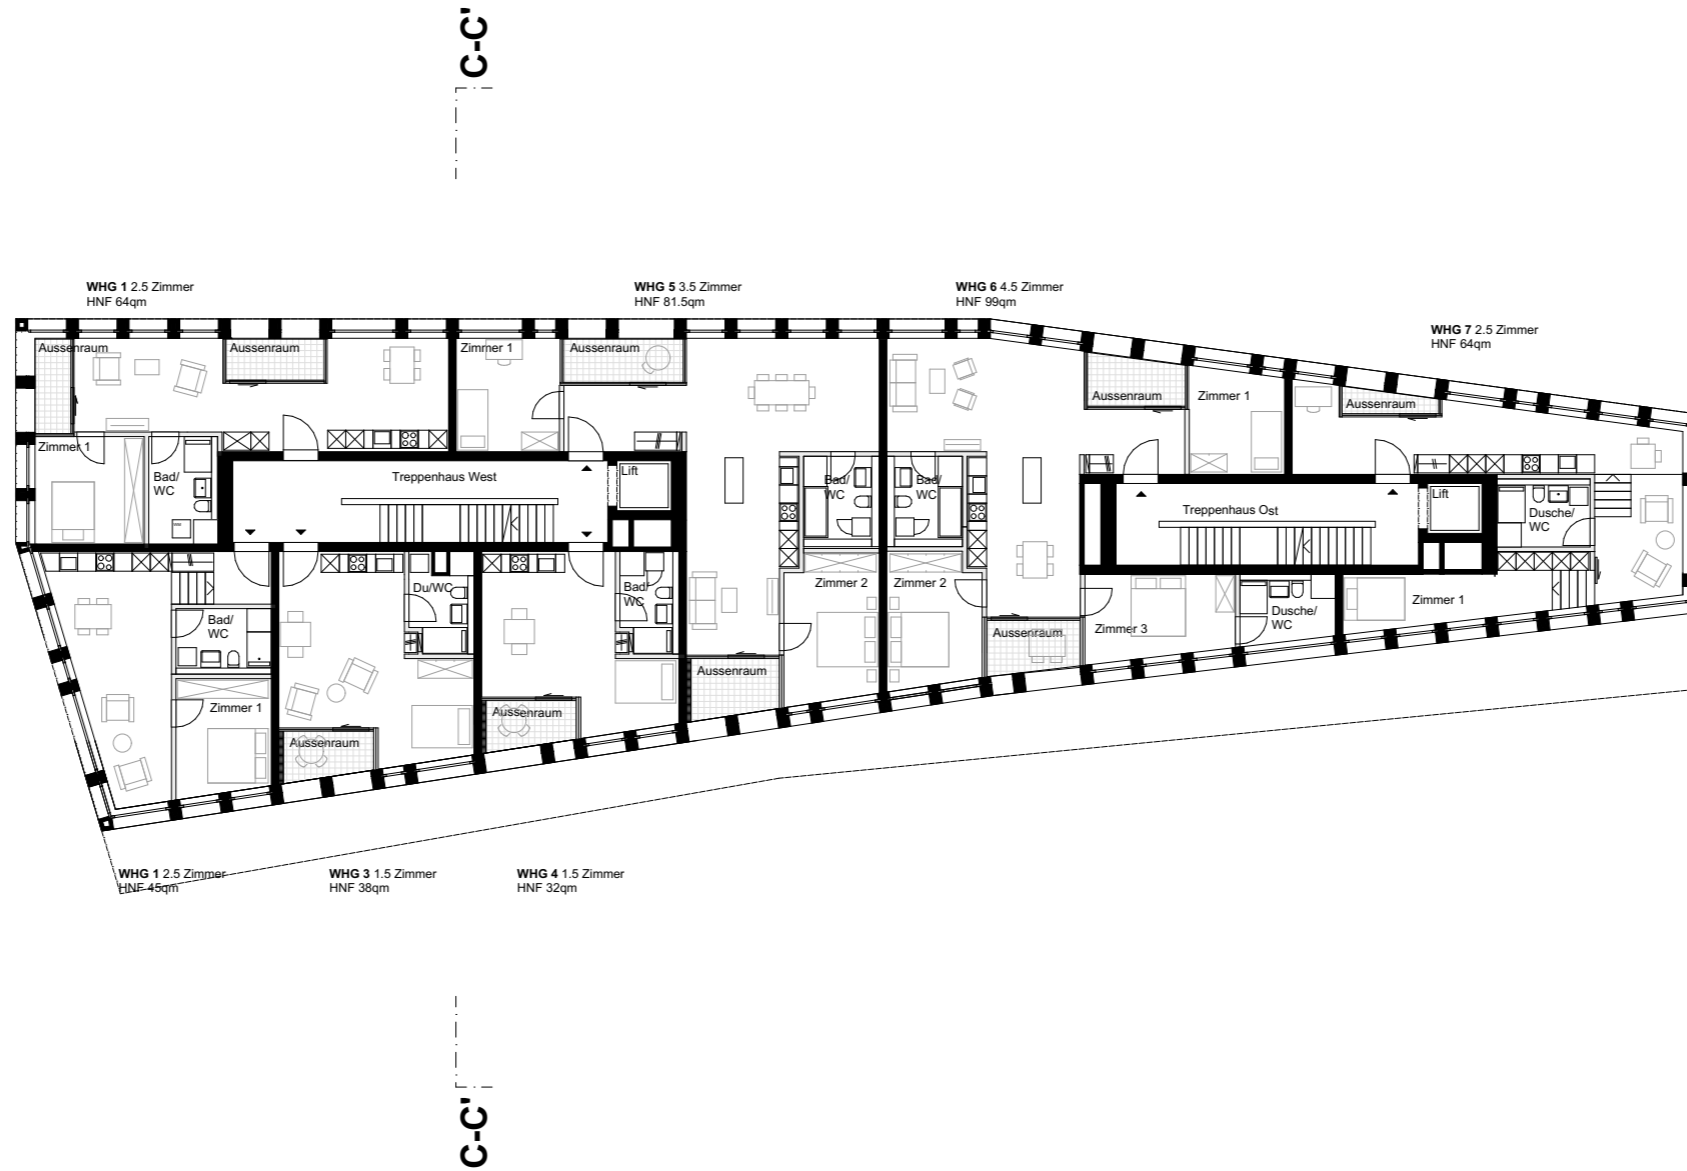 C-C'
WHG 1 2.5 Zimmer
HNF 64qm
WHG 5 3.5 Zimmer
HNF 81.5qm
WHG 6 4.5 Zimmer
HNF 99qm
WHG 7 2.5 Zimmer
HNF 64qm
Aussenraum
Aussenraum
Zimmer 1
Aussenraum
Aussenraum
Zimmer 1
Aussenraum
Zimmer 1
Bad/
WC
Treppenhaus West
Lift
Bad/
WC
Bad/
WC
Treppenhaus Ost
Lift
Dusche/
WC
Bad/
WC
Zimmer 1
Du/WC
Bad/
WC
Zimmer 2
Zimmer 2
Zimmer 3
Dusche/
WC
Zimmer 1
Aussenraum
Aussenraum
Aussenraum
Aussenraum
WHG 1 2.5 Zimmer
HNF 45qm
WHG 3 1.5 Zimmer
HNF 38qm
WHG 4 1.5 Zimmer
HNF 32qm
C-C'